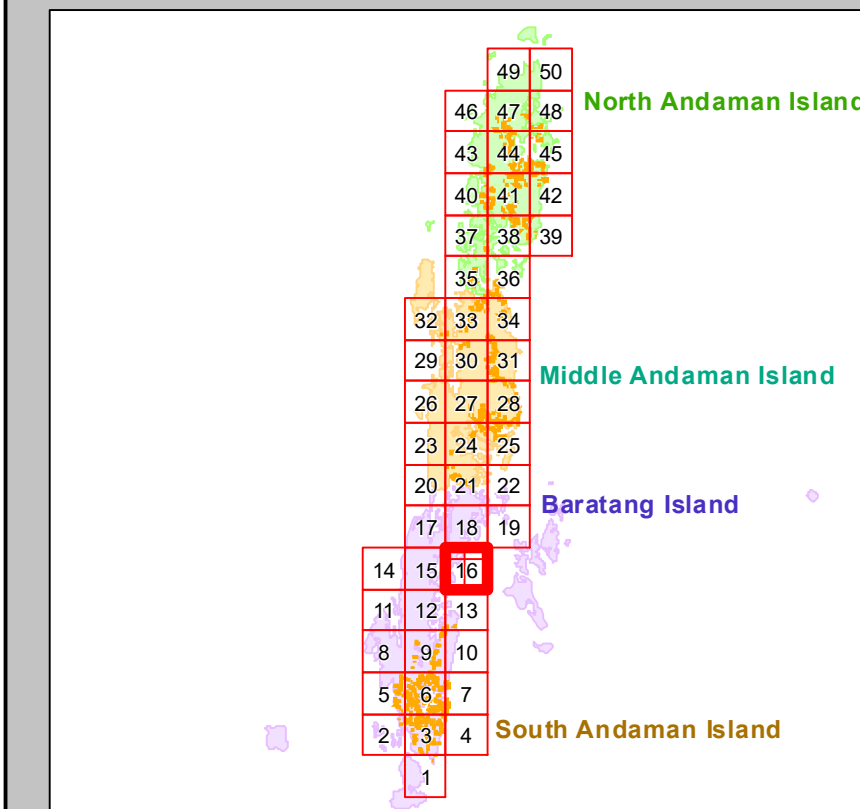 49 50
North Andaman Island
46 47 48
43 44 45
40 41 42
37 38 39
35 36
32 33 34
29 30 31
Middle Andaman Island
26 27 28
23 24 25
20 21 22
Baratang Island
17 18 19
14 15 16
11 12 13
8 9 10
5 6 7
2 3 4
South Andaman Island
1